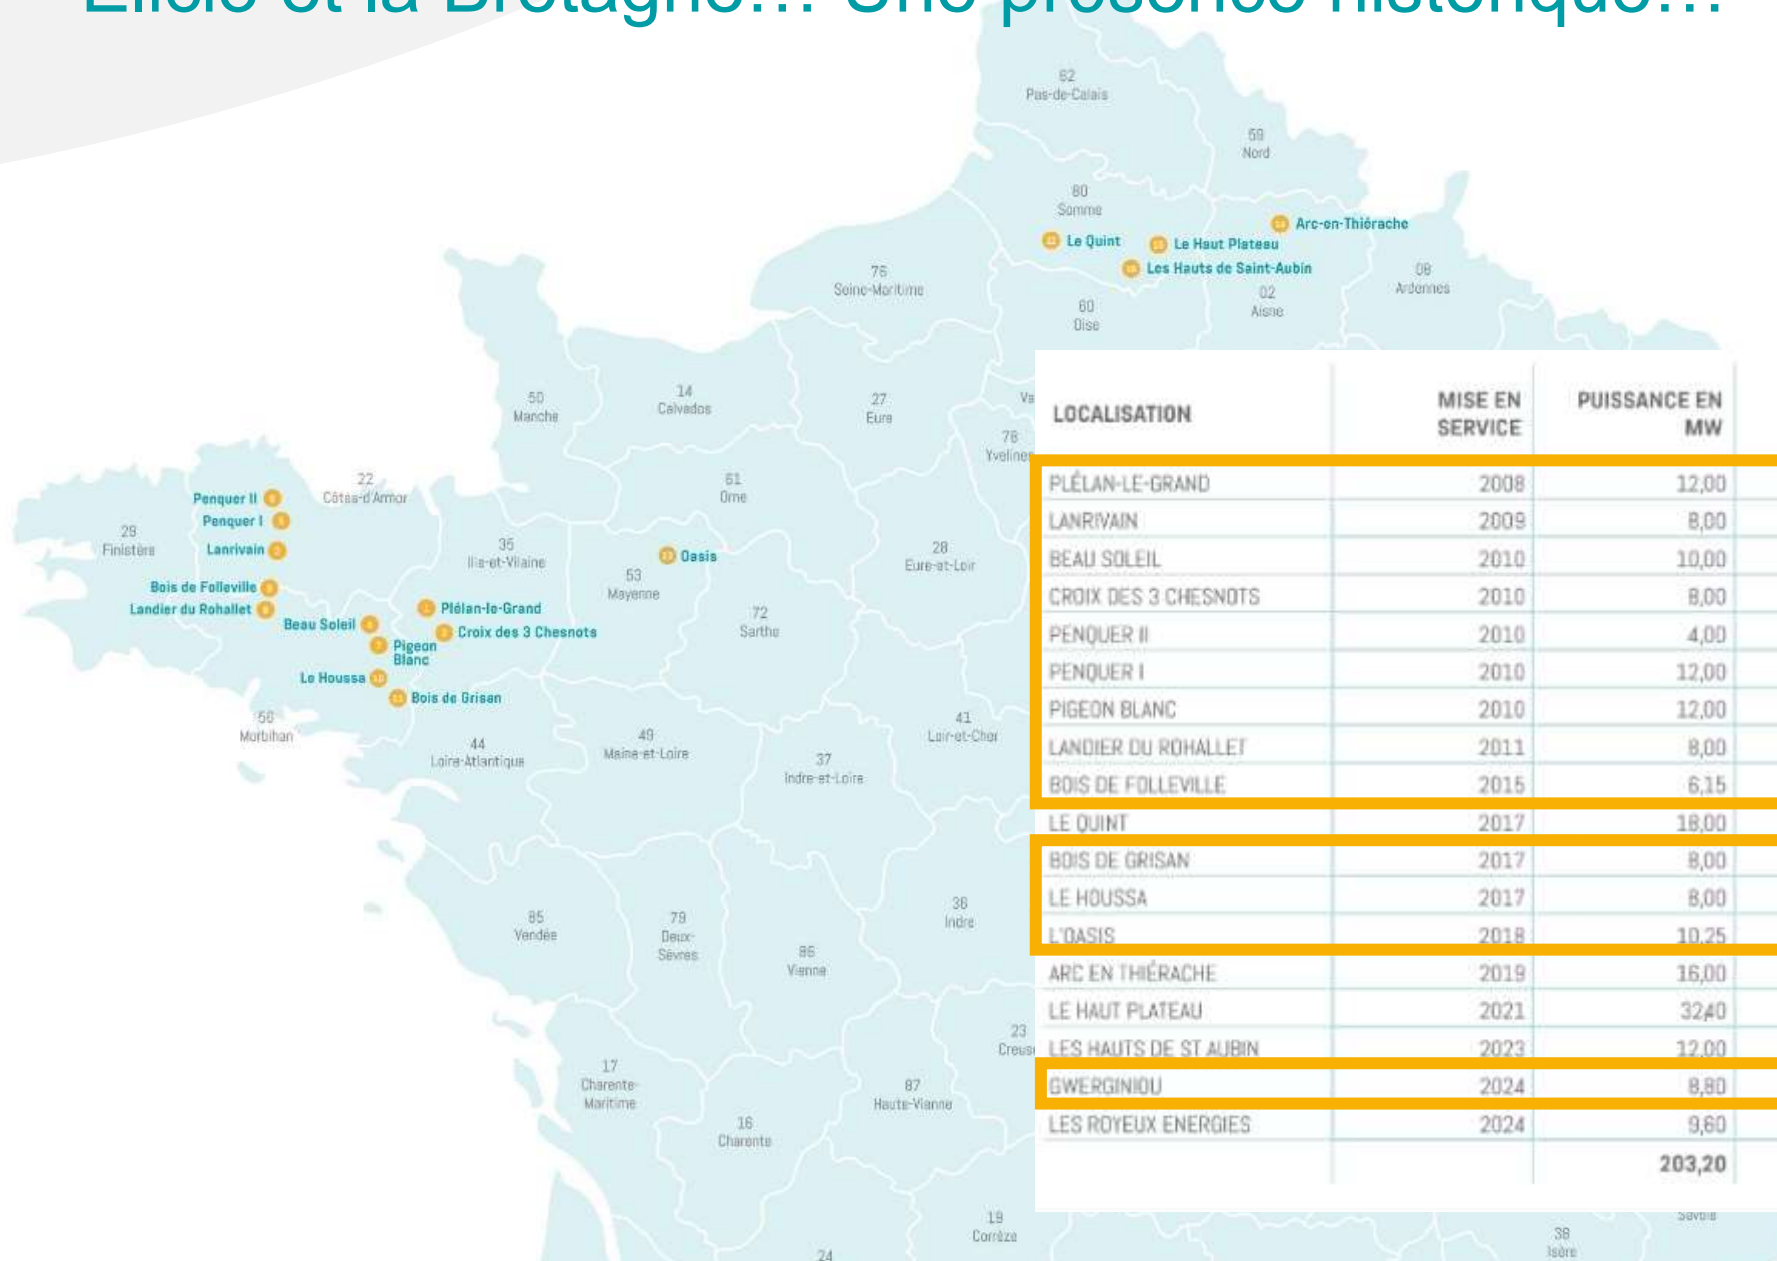 Eficio et la Bretagne… Une présence historique…
62
Pas-de-Calais
59
Nord
80
Somme
Arc-en-Thiérache
Le Quint
Le Haut Plateau
Les Hauts de Saint-Aubin
76
Seine-Maritime
08
Ardennes
02
Aisne
60
Oise
50
Manche
14
Calvados
27
Eure
Va
78
Yvelines
61
Orne
22
Côtes-d'Armor
Penquer II
Penquer I
29
Finistère
Lanrivain
35
Ille-et-Vilaine
Oasis
28
Eure-et-Loir
53
Mayenne
Bois de Folleville
Landier du Rohallet
Plélan-le-Grand
72
Sarthe
Beau Soleil
Croix des 3 Chesnots
Pigeon
Blanc
Le Houssa
Bois de Grisan
56
Morbihan
44
Loire-Atlantique
49
Maine-et-Loire
41
Loir-et-Cher
37
Indre-et-Loire
85
Vendée
79
Deux-
Sèvres
86
Vienne
36
Indre
23
Creuse
17
Charente-
Maritime
87
Haute-Vienne
16
Charente
19
Corrèze
24
Savoie
38
Isère
LOCALISATION MISE EN SERVICE PUISSANCE EN MW
PLÉLAN-LE-GRAND 2008 12,00
LANRIVAIN 2009 8,00
BEAU SOLEIL 2010 10,00
CROIX DES 3 CHESNOTS 2010 8,00
PENQUER II 2010 4,00
PENQUER I 2010 12,00
PIGEON BLANC 2010 12,00
LANDIER DU ROHALLET 2011 8,00
BOIS DE FOLLEVILLE 2015 6,15
LE QUINT 2017 18,00
BOIS DE GRISAN 2017 8,00
LE HOUSSA 2017 8,00
L'OASIS 2018 10,25
ARC EN THIÉRACHE 2019 16,00
LE HAUT PLATEAU 2021 32,40
LES HAUTS DE ST AUBIN 2023 12,00
GWERGINIOU 2024 8,80
LES ROYEUX ENERGIES 2024 9,60
203,20